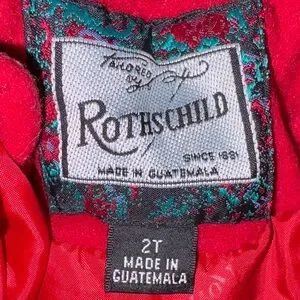 TAILORED BY
ROTHSCHILD
SINCE 1881
MADE IN GUATEMALA
2T
MADE IN
GUATEMALA